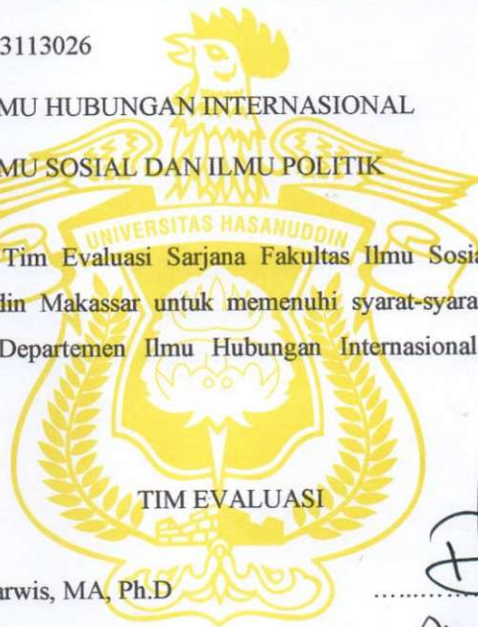 3113026
MU HUBUNGAN INTERNASIONAL
MU SOSIAL DAN ILMU POLITIK
UNIVERSITAS HASANUDDIN
Tim Evaluasi Sarjana Fakultas Ilmu Sosia
din Makassar untuk memenuhi syarat-syara
Departemen Ilmu Hubungan Internasional
TIM EVALUASI
arwis, MA, Ph.D